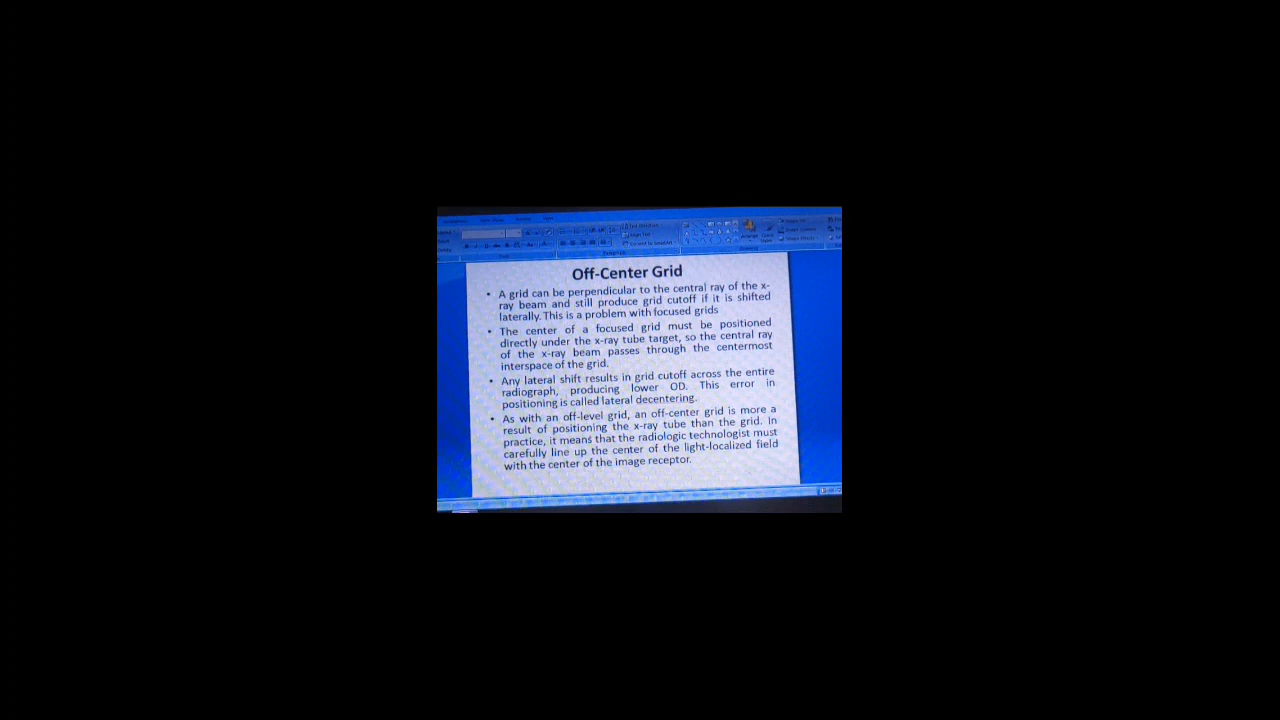 Off-Center Grid
• A grid can be perpendicular to the central ray of the x-
ray beam and still produce grid cutoff if it is shifted
laterally. This is a problem with focused grids
• The center of a focused grid must be positioned
directly under the x-ray tube target, so the central ray
of the x-ray beam passes through the centermost
interspace of the grid.
• Any lateral shift results in grid cutoff across the entire
radiograph, producing lower OD. This error in
positioning is called lateral decentering.
• As with an off-level grid, an off-center grid is more a
result of positioning the x-ray tube than the grid. In
practice, it means that the radiologic technologist must
carefully line up the center of the light-localized field
with the center of the image receptor.